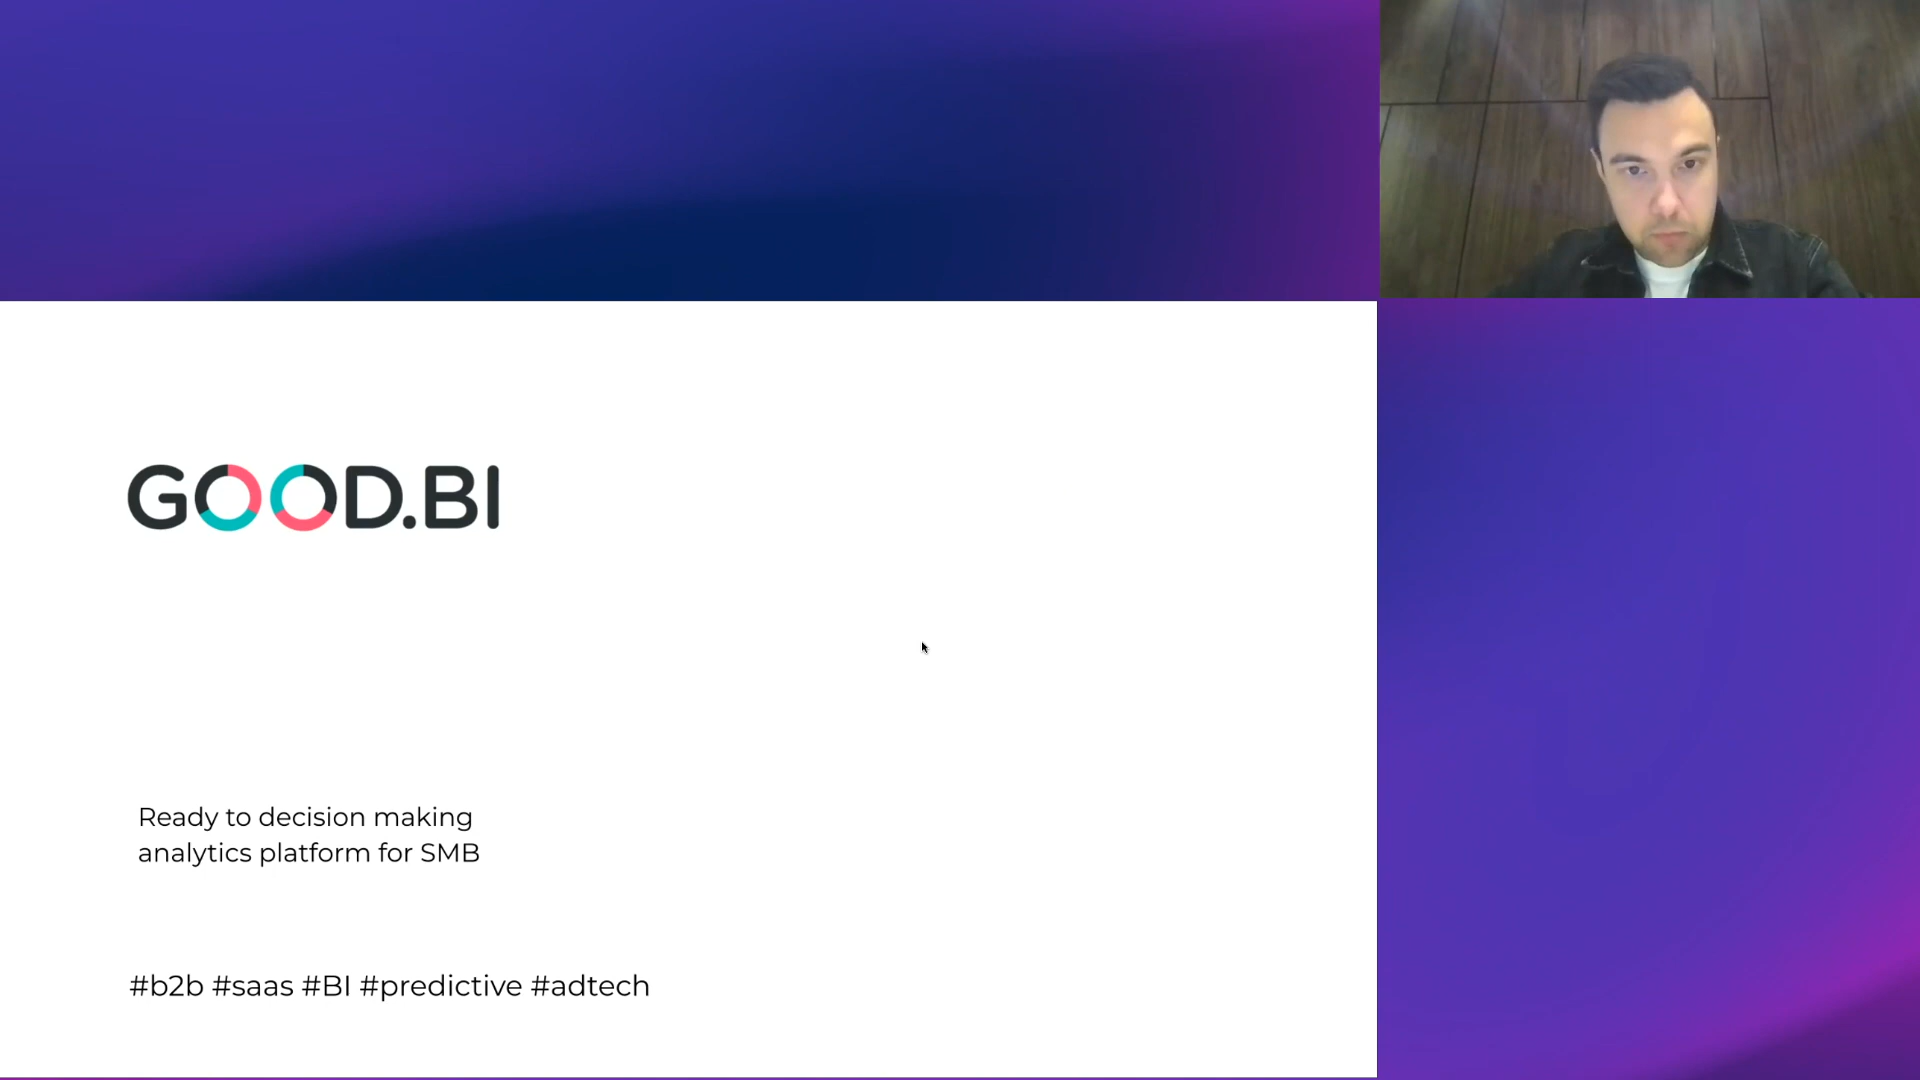 GOOD.BI
Ready to decision making
analytics platform for SMB
#b2b #saas #BI #predictive #adtech